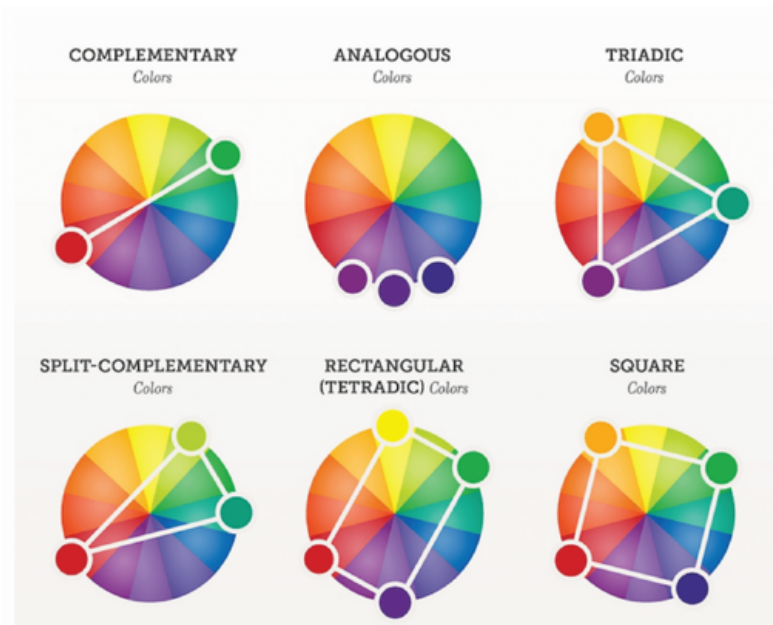 COMPLEMENTARY
Colors
ANALOGOUS
Colors
TRIADIC
Colors
SPLIT-COMPLEMENTARY
Colors
RECTANGULAR
(TETRADIC) Colors
SQUARE
Colors